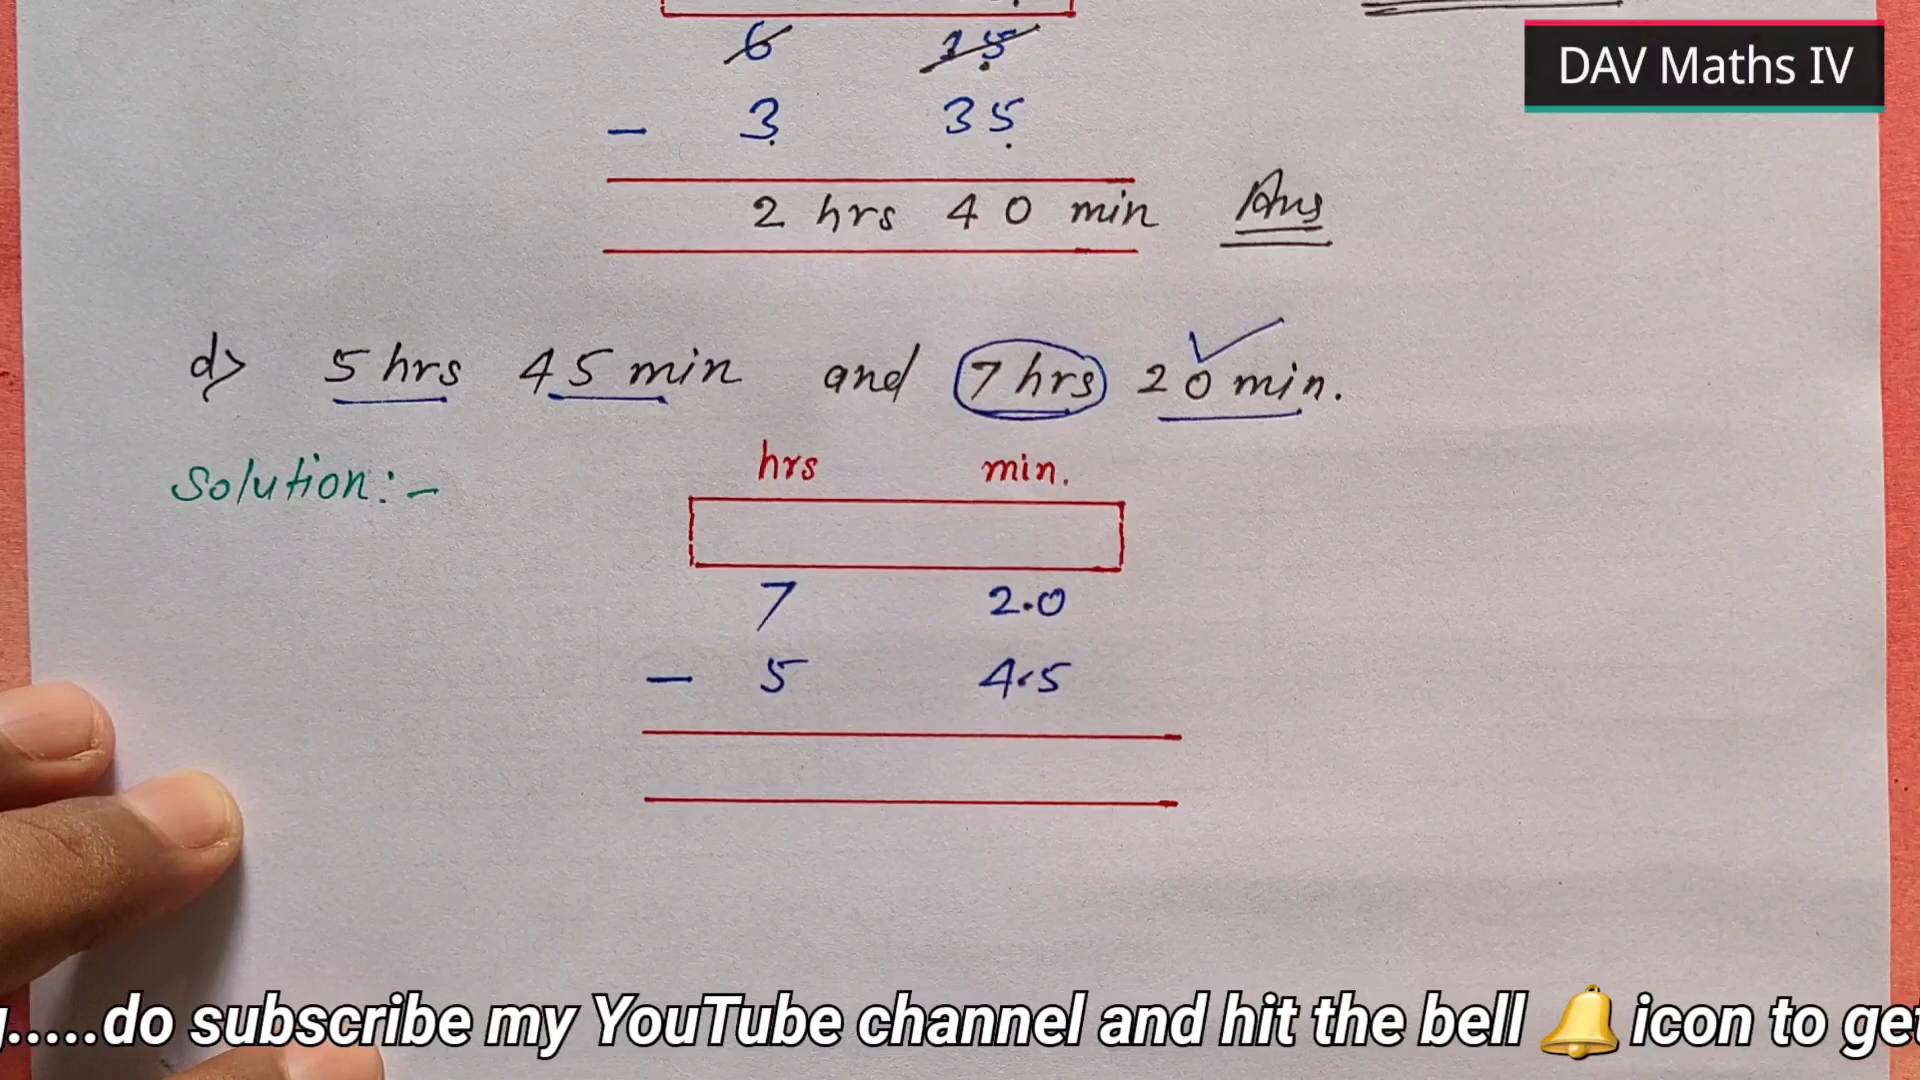 DAV Maths IV
6 15
- 3 35
2 hrs 40 min Ans
d> 5 hrs 45 min and 7 hrs 20 min.
Solution:-
hrs min.
7 20
- 5 45
.....do subscribe my YouTube channel and hit the bell 🔔 icon to get